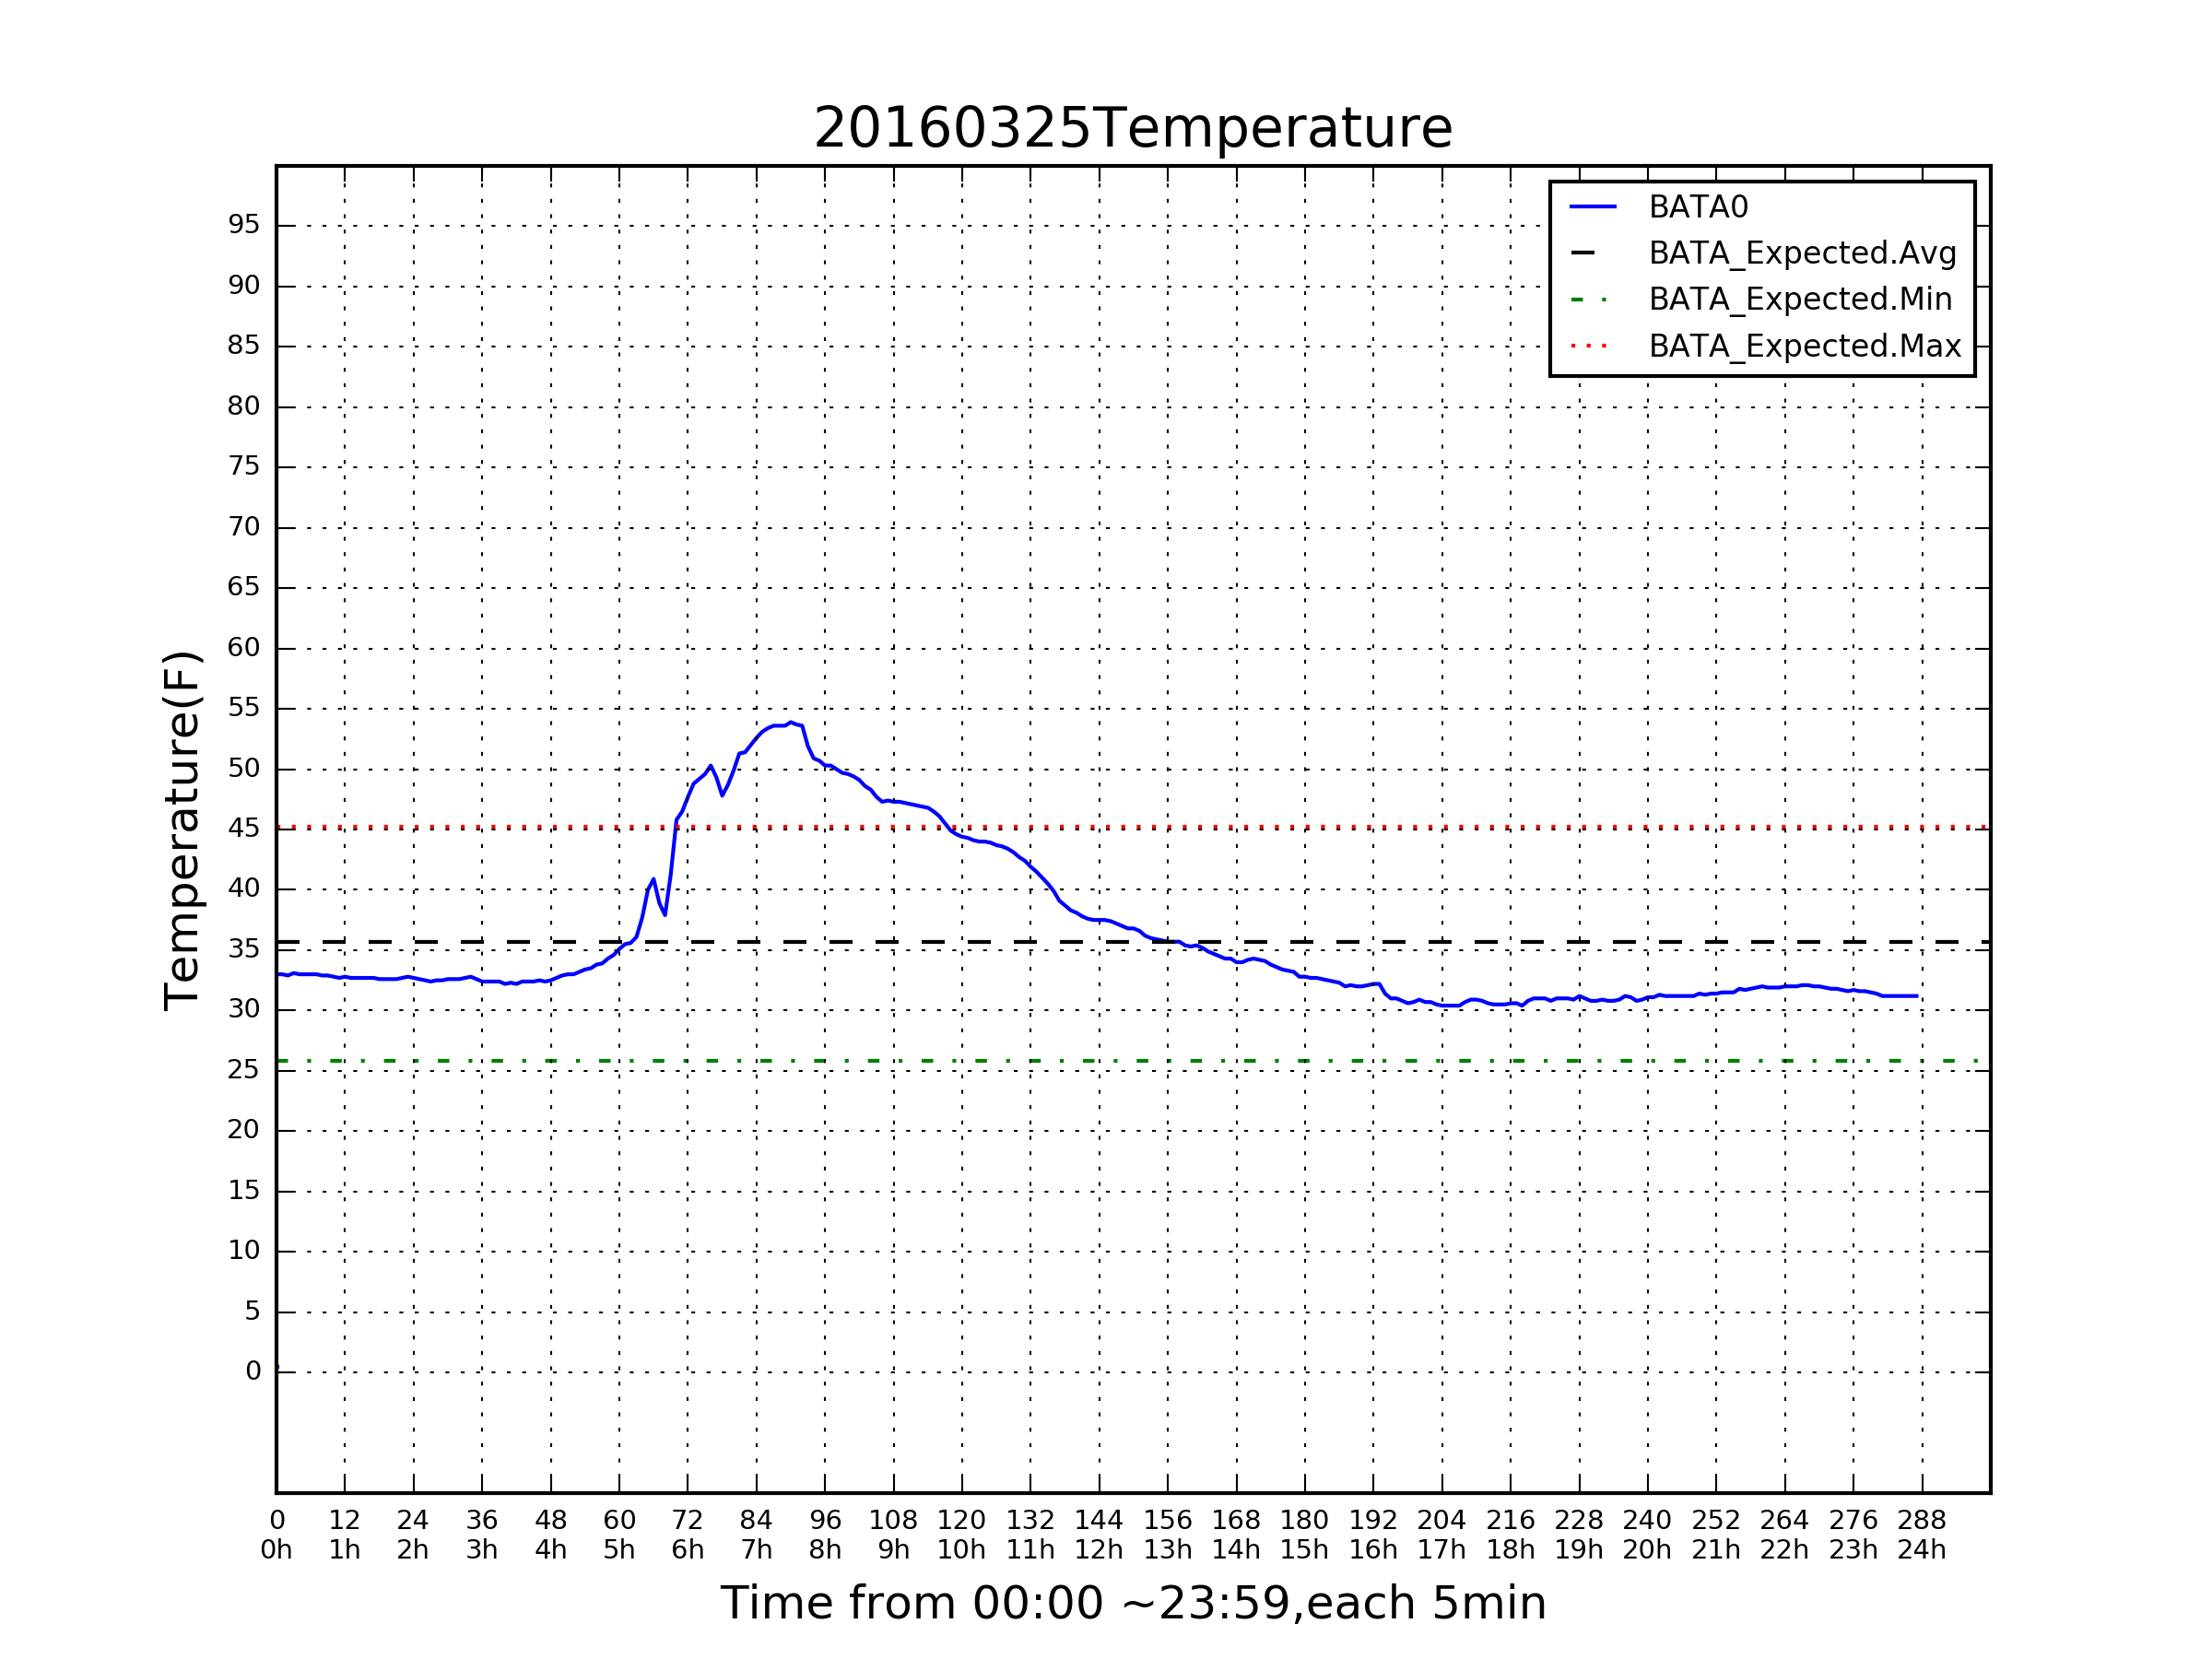 20160325Temperature
BATA0
BATA_Expected.Avg
BATA_Expected.Min
BATA_Expected.Max
Temperature(F)
95
90
85
80
75
70
65
60
55
50
45
40
35
30
25
20
15
10
5
0
0 12 24 36 48 60 72 84 96 108 120 132 144 156 168 180 192 204 216 228 240 252 264 276 288
0h 1h 2h 3h 4h 5h 6h 7h 8h 9h 10h 11h 12h 13h 14h 15h 16h 17h 18h 19h 20h 21h 22h 23h 24h
Time from 00:00 ~23:59,each 5min